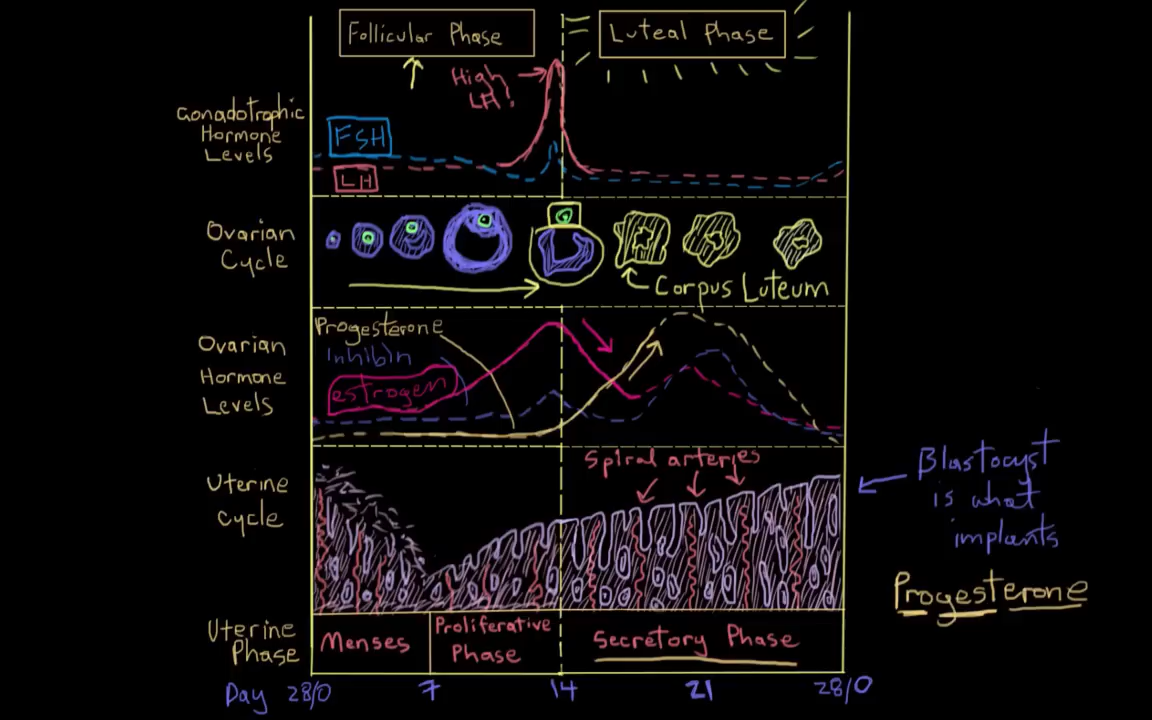 Follicular Phase
Luteal Phase
High
LH!
Gonadotrophic
Hormone
Levels
FSH
LH
Ovarian
Cycle
Corpus Luteum
Ovarian
Hormone
Levels
Progesterone
Inhibin
estrogen
Uterine
Cycle
Spiral arteries
Blastocyst
is what
implants
Progesterone
Uterine
Phase
Menses
Proliferative
Phase
Secretory Phase
Day 28/0 7 14 21 28/0